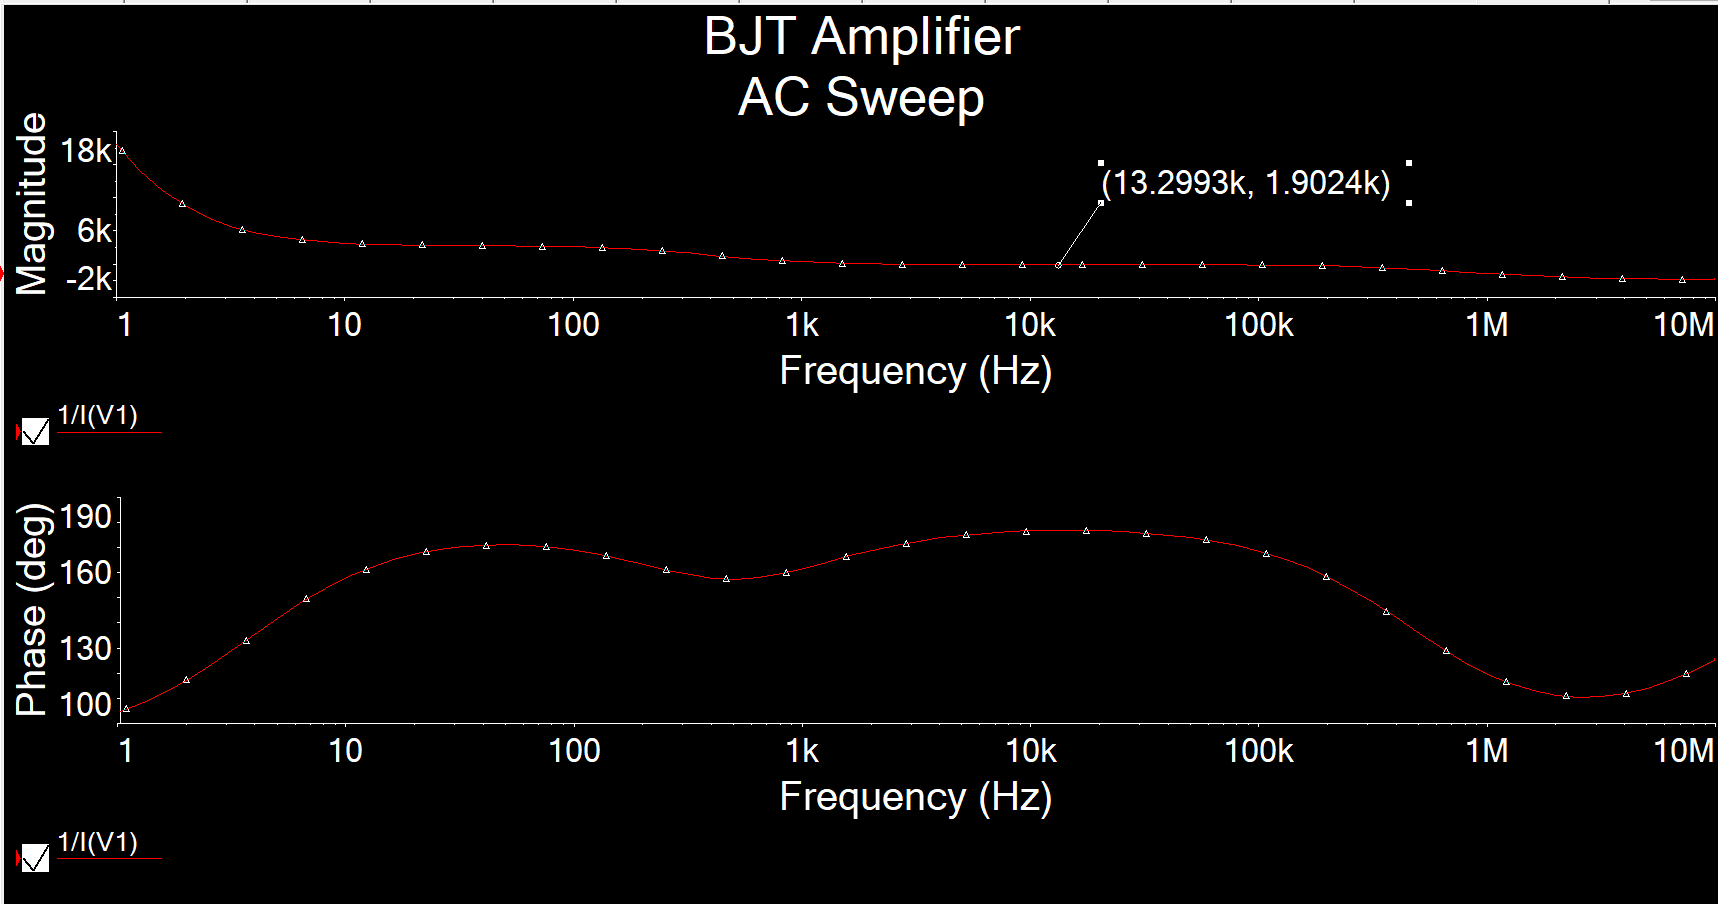 BJT Amplifier
AC Sweep
Magnitude
18k
6k
-2k
(13.2993k, 1.9024k)
1 10 100 1k 10k 100k 1M 10M
Frequency (Hz)
1/I(V1)
Phase (deg)
190
160
130
100
1 10 100 1k 10k 100k 1M 10M
Frequency (Hz)
1/I(V1)